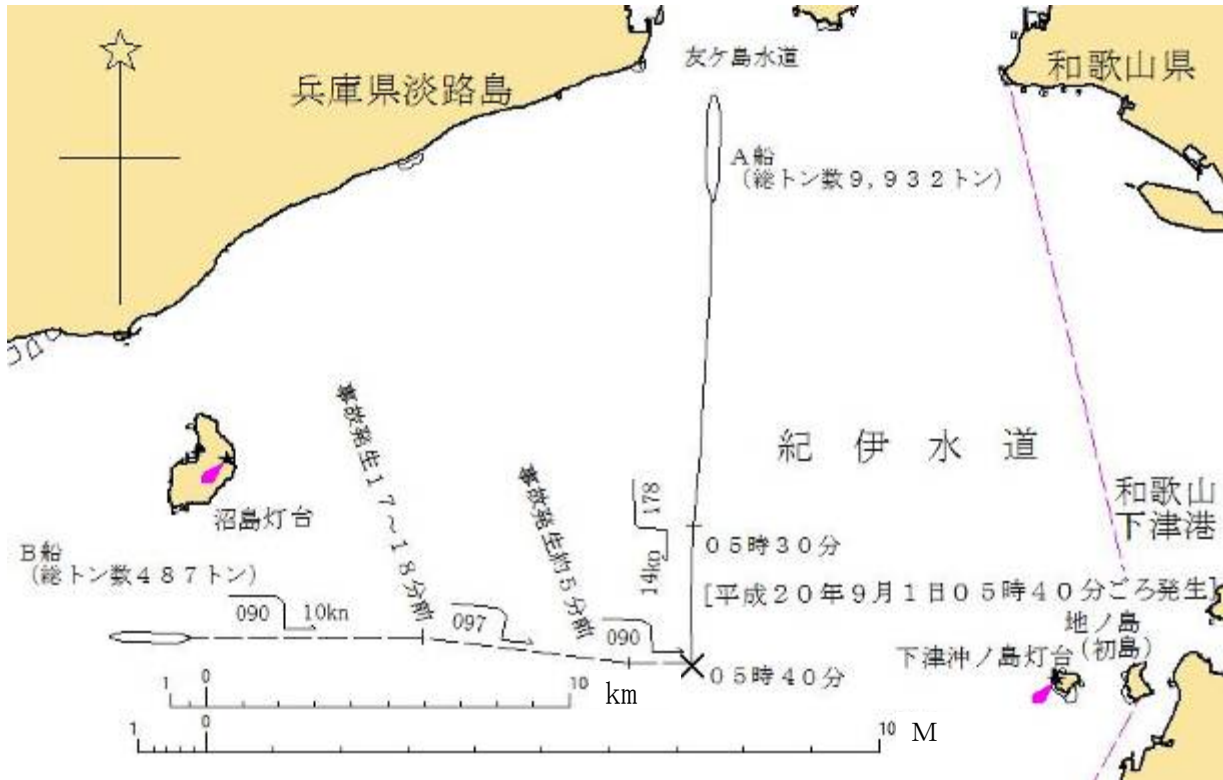 友ケ島水道
兵庫県淡路島
和歌山県
A船
(総トン数9,932トン)
事故発生17~18分前
紀伊水道
事故発生約5分前
178
14kn
和歌山
下津港
沼島灯台
05時30分
B船
(総トン数487トン)
[平成20年9月1日05時40分ごろ発生]
090
10kn
097
090
地ノ島
(初島)
下津沖ノ島灯台
05時40分
1 0 10 km
1 0 10 M